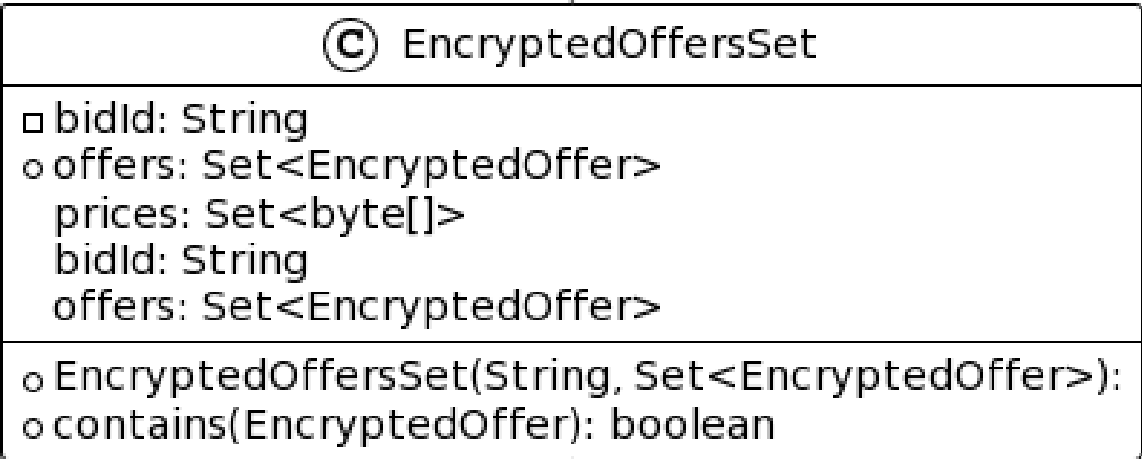 C EncryptedOffersSet
bidId: String
offers: Set<EncryptedOffer>
prices: Set<byte[]>
bidId: String
offers: Set<EncryptedOffer>
EncryptedOffersSet(String, Set<EncryptedOffer>):
contains(EncryptedOffer): boolean